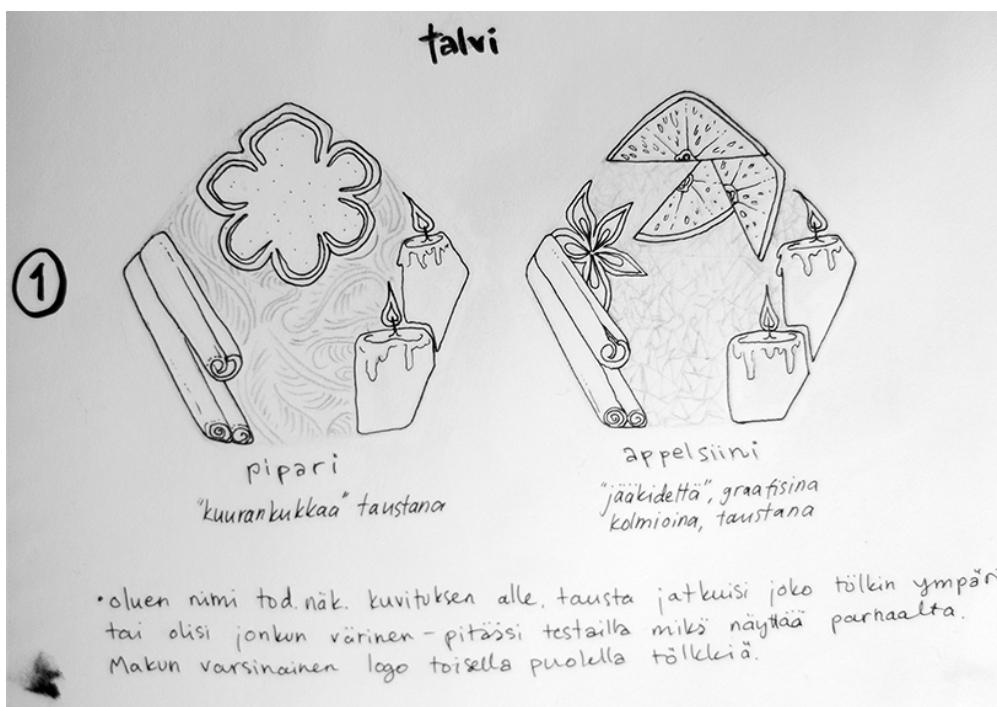 talvi
1
pipari
"kuurankukkaa" taustana
appelsiini
"jääkidettä", graafisina
kolmioina, taustana
• oluen nimi tod. näk. kuvituksen alle, tausta jatkuisi joko tölkin ympäri
tai olisi jonkun värinen – pitäisi testailla mikä näyttää parhaalta.
Makun varsinainen logo toisella puolella tölkkiä.